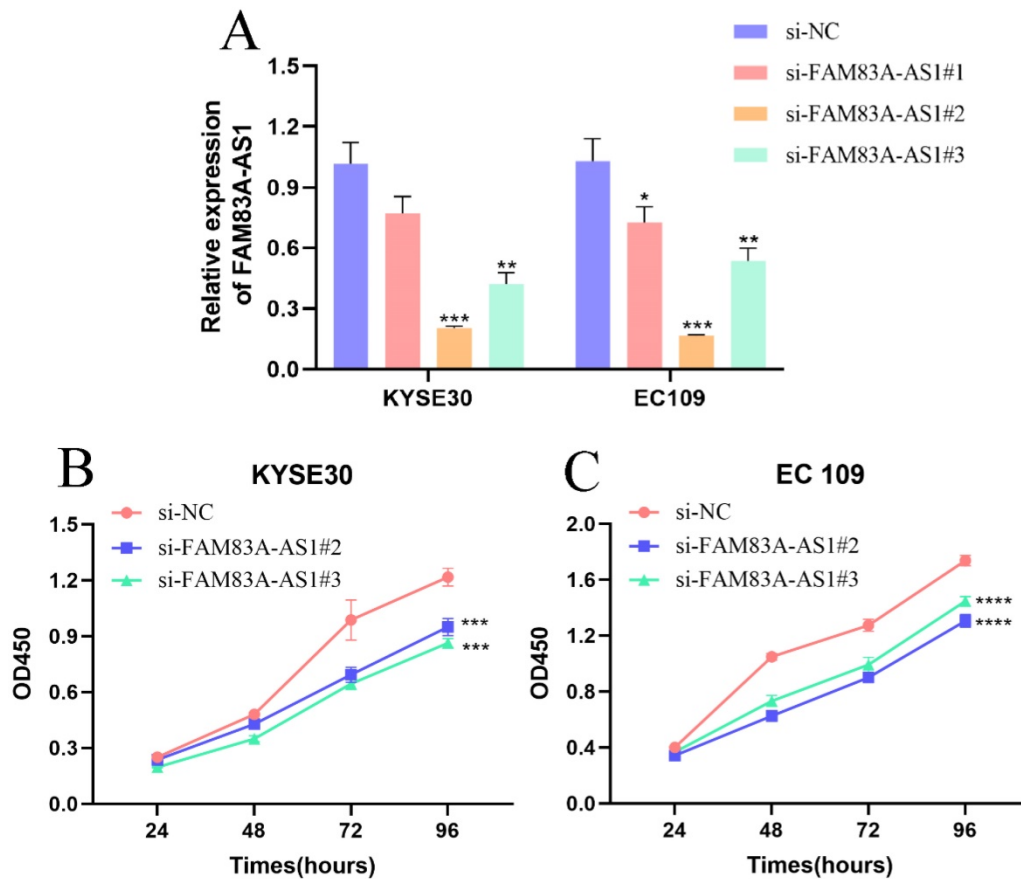 A
si-NC
si-FAM83A-AS1#1
si-FAM83A-AS1#2
si-FAM83A-AS1#3
Relative expression
of FAM83A-AS1
1.5
1.2
0.9
0.6
0.3
0.0
***
**
*
***
**
KYSE30
EC109
B
KYSE30
si-NC
si-FAM83A-AS1#2
si-FAM83A-AS1#3
OD450
1.5
1.2
0.9
0.6
0.3
0.0
***
***
24
48
72
96
Times(hours)
C
EC 109
si-NC
si-FAM83A-AS1#2
si-FAM83A-AS1#3
OD450
2.0
1.6
1.2
0.8
0.4
0.0
****
****
24
48
72
96
Times(hours)